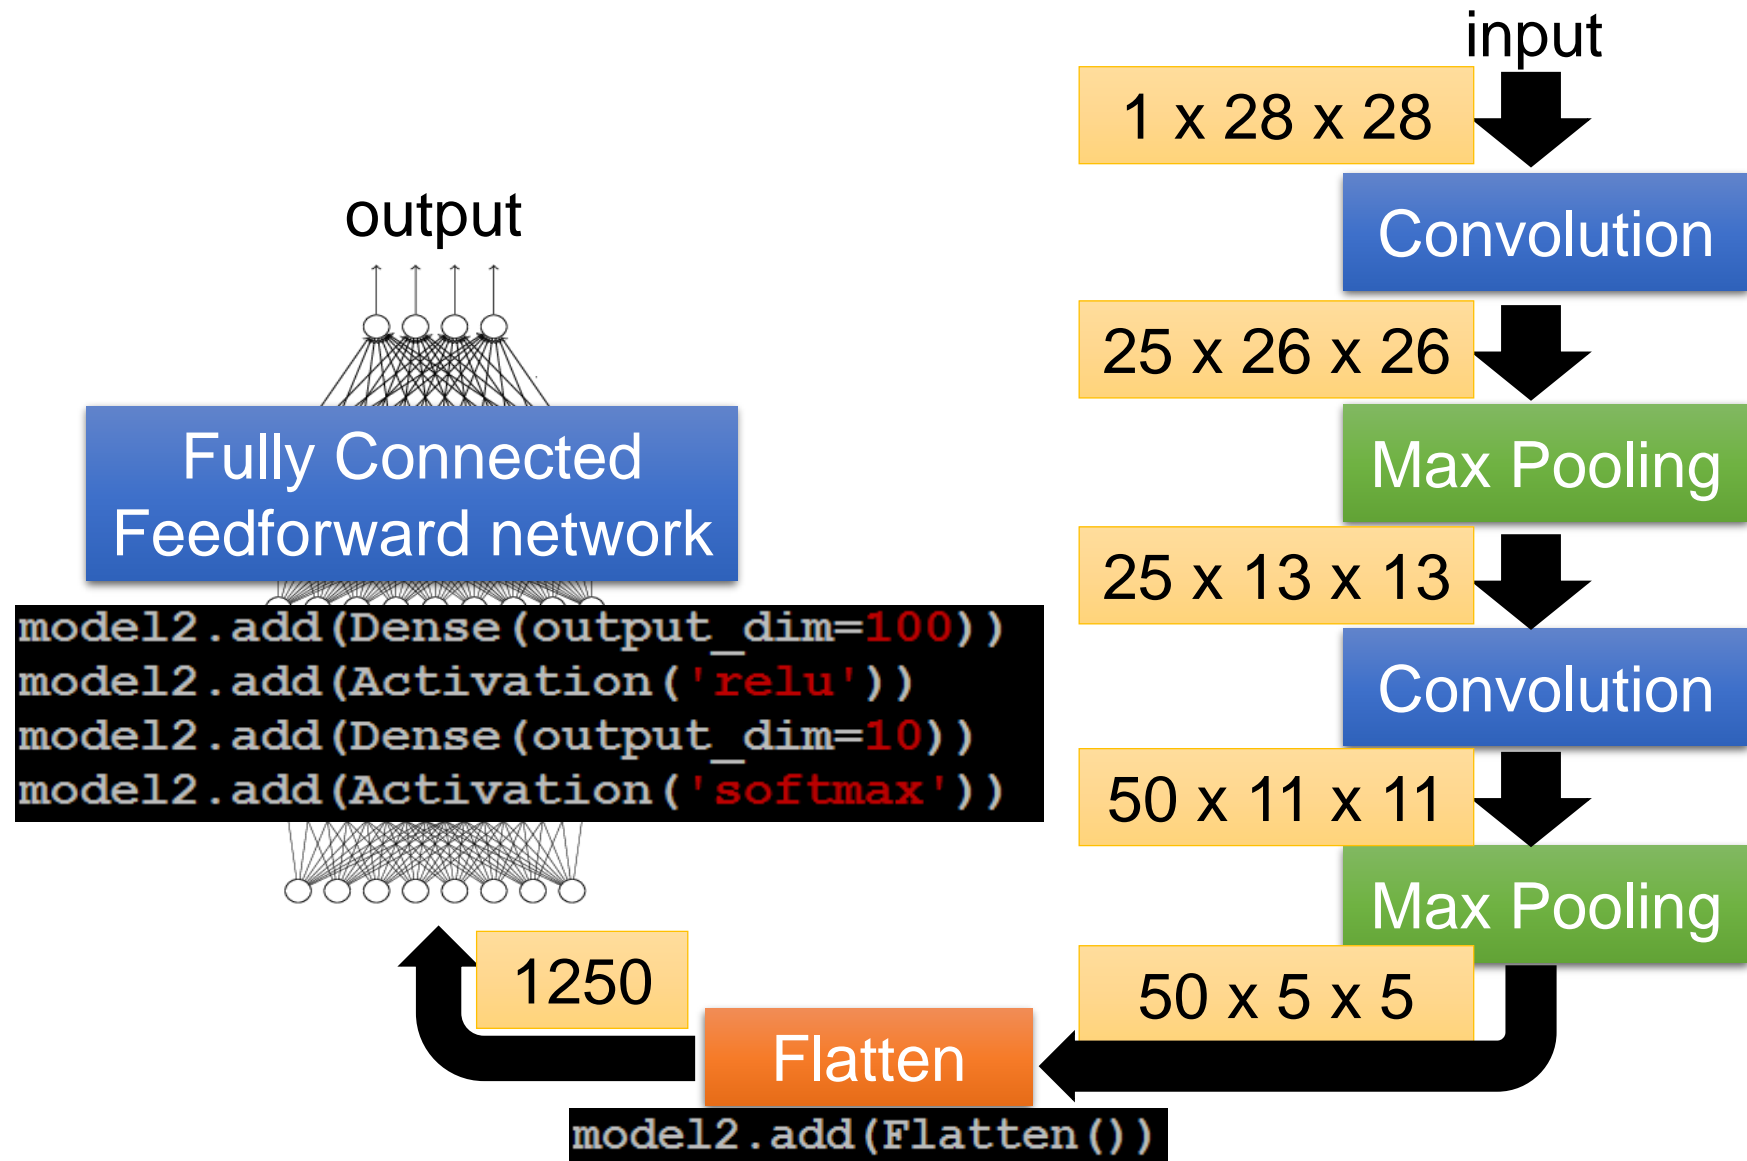 input
1 x 28 x 28
Convolution
25 x 26 x 26
Max Pooling
25 x 13 x 13
Convolution
50 x 11 x 11
Max Pooling
50 x 5 x 5
Flatten
model2.add(Flatten())
1250
output
Fully Connected
Feedforward network
model2.add(Dense(output_dim=100))
model2.add(Activation('relu'))
model2.add(Dense(output_dim=10))
model2.add(Activation('softmax'))